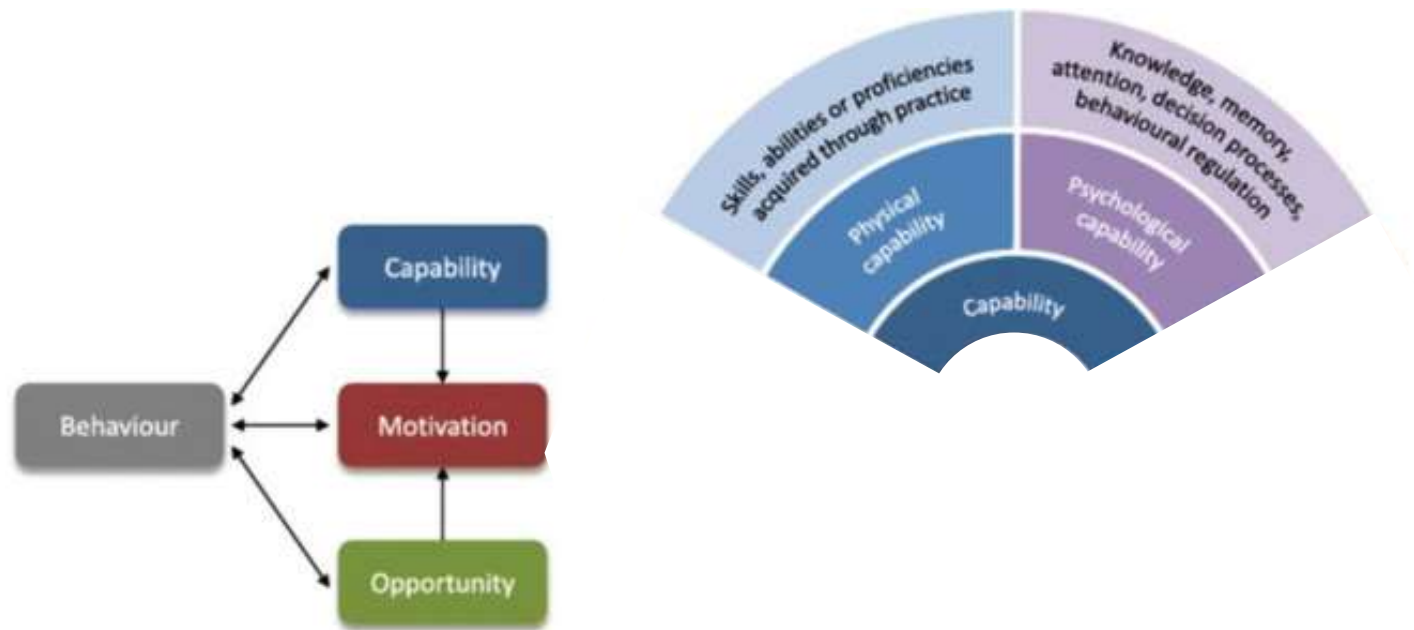 Capability
Behaviour
Motivation
Opportunity
Skills, abilities or proficiencies
acquired through practice
Knowledge, memory,
attention, decision processes,
behavioural regulation
Physical
capability
Psychological
capability
Capability